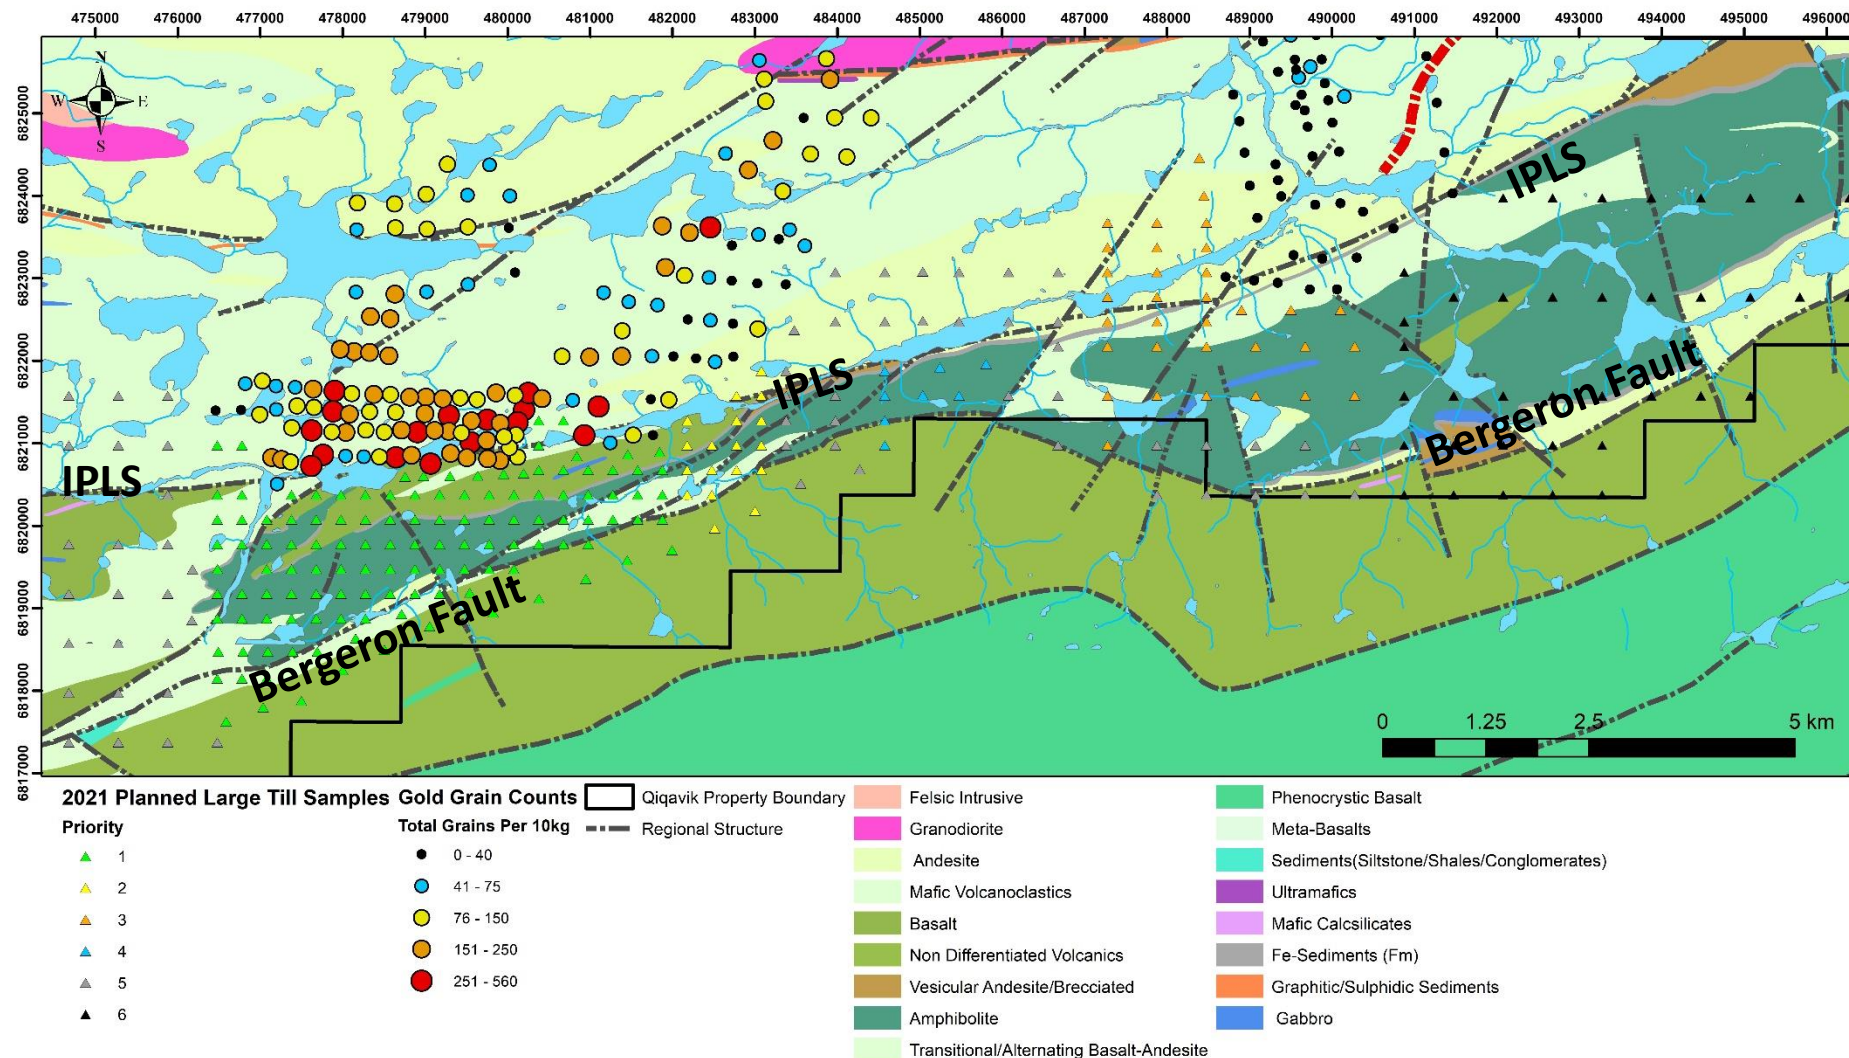 475000 476000 477000 478000 479000 480000 481000 482000 483000 484000 485000 486000 487000 488000 489000 490000 491000 492000 493000 494000 495000
N
W E
S
6825000
6824000
6823000
6822000
6821000
6820000
6819000
6818000
6817000
IPLS
IPLS
IPLS
Bergeron Fault
Bergeron Fault
0 1.25 2.5 5 km
2021 Planned Large Till Samples
Priority
1
2
3
4
5
6
Gold Grain Counts
Total Grains Per 10kg
0 - 40
41 - 75
76 - 150
151 - 250
251 - 560
Qiqavik Property Boundary
Regional Structure
Felsic Intrusive
Granodiorite
Andesite
Mafic Volcanoclastics
Basalt
Non Differentiated Volcanics
Vesicular Andesite/Brecciated
Amphibolite
Transitional/Alternating Basalt-Andesite
Phenocrystic Basalt
Meta-Basalts
Sediments(Siltstone/Shales/Conglomerates)
Ultramafics
Mafic Calcsilicates
Fe-Sediments (Fm)
Graphitic/Sulphidic Sediments
Gabbro